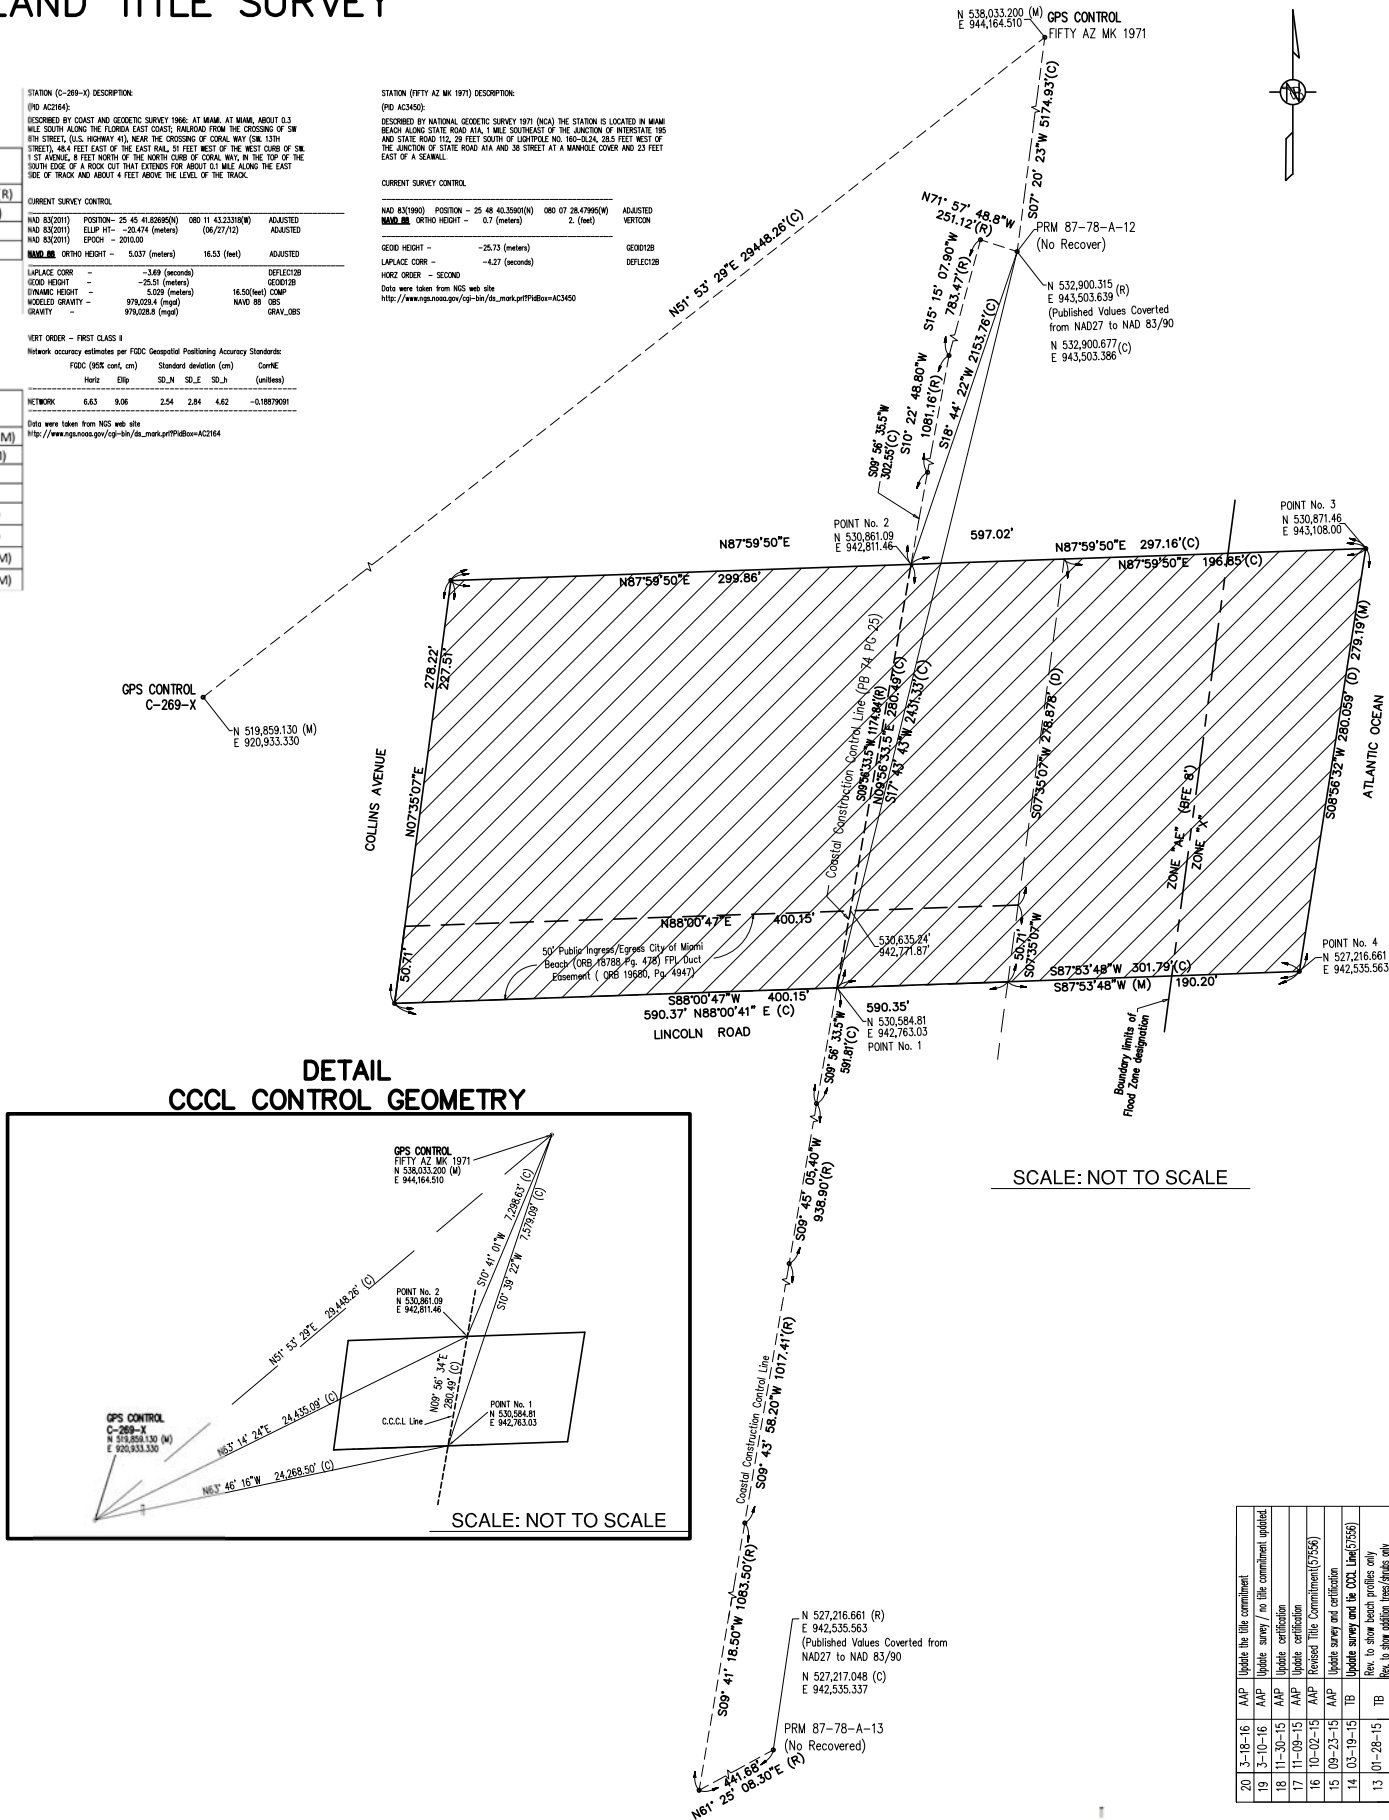 LAND TITLE SURVEY
STATION (C-269-X) DESCRIPTION:
(PID AC2164):
DESCRIBED BY COAST AND GEODETIC SURVEY 1966: AT MIAMI. AT MIAMI, ABOUT 0.3
MILE SOUTH ALONG THE FLORIDA EAST COAST; RAILROAD FROM THE CROSSING OF SW
8TH STREET, (U.S. HIGHWAY 41), NEAR THE CROSSING OF CORAL WAY (SW. 13TH
STREET), 48.4 FEET EAST OF THE EAST RAIL, 51 FEET WEST OF THE WEST CURB OF SW.
1 ST AVENUE, 8 FEET NORTH OF THE NORTH CURB OF CORAL WAY, IN THE TOP OF THE
SOUTH EDGE OF A ROCK CUT THAT EXTENDS FOR ABOUT 0.1 MILE ALONG THE EAST
SIDE OF TRACK AND ABOUT 4 FEET ABOVE THE LEVEL OF THE TRACK.
CURRENT SURVEY CONTROL
NAD 83(2011) POSITION- 25 45 41.82695(N) 080 11 43.23318(W) ADJUSTED
NAD 83(2011) ELLIP HT- -20.474 (meters) (06/27/12) ADJUSTED
NAD 83(2011) EPOCH - 2010.00
NAVD 88 ORTHO HEIGHT - 5.037 (meters) 16.53 (feet) ADJUSTED
LAPLACE CORR - -3.69 (seconds) DEFLEC12B
GEOID HEIGHT - -25.51 (meters) GEOID12B
DYNAMIC HEIGHT - 5.029 (meters) 16.50(feet) COMP
MODELED GRAVITY - 979,029.4 (mgal) NAVD 88 OBS
GRAVITY - 979,028.8 (mgal) GRAV_OBS
VERT ORDER - FIRST CLASS II
Network accuracy estimates per FGDC Geospatial Positioning Accuracy Standards:
FGDC (95% conf, cm) Standard deviation (cm) CorrNE
Horiz Ellip SD_N SD_E SD_h (unitless)
NETWORK 6.63 9.06 2.54 2.84 4.62 -0.18879091
Data were taken from NGS web site
http://www.ngs.noaa.gov/cgi-bin/ds_mark.prl?PidBox=AC2164
STATION (FIFTY AZ MK 1971) DESCRIPTION:
(PID AC3450):
DESCRIBED BY NATIONAL GEODETIC SURVEY 1971 (NCA) THE STATION IS LOCATED IN MIAMI
BEACH ALONG STATE ROAD A1A, 1 MILE SOUTHEAST OF THE JUNCTION OF INTERSTATE 195
AND STATE ROAD 112, 29 FEET SOUTH OF LIGHTPOLE NO. 160-DL24, 28.5 FEET WEST OF
THE JUNCTION OF STATE ROAD A1A AND 38 STREET AT A MANHOLE COVER AND 23 FEET
EAST OF A SEAWALL.
CURRENT SURVEY CONTROL
NAD 83(1990) POSITION - 25 48 40.35901(N) 080 07 28.47995(W) ADJUSTED
NAVD 88 ORTHO HEIGHT - 0.7 (meters) 2. (feet) VERTCON
GEOID HEIGHT - -25.73 (meters) GEOID12B
LAPLACE CORR - -4.27 (seconds) DEFLEC12B
HORZ ORDER - SECOND
Data were taken from NGS web site
http://www.ngs.noaa.gov/cgi-bin/ds_mark.prl?PidBox=AC3450
R)
M)
M)
M)
N 538,033.200 (M)
E 944,164.510
GPS CONTROL
FIFTY AZ MK 1971
N51° 53' 29"E 29448.26'(C)
S07° 20' 23"W 5174.93'(C)
N71° 57' 48.8"W
251.12'(R)
PRM 87-78-A-12
(No Recover)
N 532,900.315 (R)
E 943,503.639
(Published Values Coverted
from NAD27 to NAD 83/90
N 532,900.677 (C)
E 943,503.386
S15° 15' 07.90"W
783.47'(R)
S10° 22' 48.80"W
1081.16'(R)
S18° 44' 22"W 2153.76'(C)
S09° 56' 35.5"W
302.55'(C)
POINT No. 2
N 530,861.09
E 942,811.46
POINT No. 3
N 530,871.46
E 943,108.00
N87°59'50"E 597.02'
N87°59'50"E 297.16'(C)
N87°59'50"E 196.85'(C)
N87°59'50"E 299.86'
278.22'
227.51'
N07°35'07"E
COLLINS AVENUE
GPS CONTROL
C-269-X
N 519,859.130 (M)
E 920,933.330
Coastal Construction Control Line (PB 74 PG 25)
S09°56'33.5"W 1174.84'(R)
N09°56'33.5"E 280.49'(C)
S17° 43' 43"W 2431.33'(C)
S07°35'07"W 278.878' (D)
ZONE "AE" (BFE 8')
ZONE "X"
S08°56'32"W 280.059' (D) 279.19'(M)
ATLANTIC OCEAN
N88°00'47"E 400.15'
50' Public Ingress/Egress City of Miami
Beach (ORB 18788 Pg. 478) FPL Duct
Easement ( ORB 19680, Pg. 4947)
530,635.24'
942,771.87'
50.71'
50.71'
S07°35'07"W
POINT No. 4
N 527,216.661
E 942,535.563
S87°53'48"W 301.79'(C)
S87°53'48"W (M) 190.20'
S88°00'47"W 400.15'
590.37' N88°00'41" E (C)
LINCOLN ROAD
590.35'
N 530,584.81
E 942,763.03
POINT No. 1
Boundary limits of
Flood Zone designation
S09° 56' 33.5"W
591.81'(C)
S09° 45' 05.40"W
938.90'(R)
Coastal Construction Control Line
S09° 43' 58.20"W 1017.41'(R)
S09° 41' 18.50"W 1083.50'(R)
SCALE: NOT TO SCALE
DETAIL
CCCL CONTROL GEOMETRY
GPS CONTROL
FIFTY AZ MK 1971
N 538,033.200 (M)
E 944,164.510
S10° 41' 01"W 7,298.63' (C)
S10° 39' 22"W 7,579.09' (C)
POINT No. 2
N 530,861.09
E 942,811.46
N51° 53' 29"E 29,448.26' (C)
N09° 56' 34"E
280.49' (C)
C.C.C.L Line
POINT No. 1
N 530,584.81
E 942,763.03
GPS CONTROL
C-269-X
N 519,859.130 (M)
E 920,933.330
N63° 14' 24"E 24,435.09' (C)
N63° 46' 16"W 24,268.50' (C)
SCALE: NOT TO SCALE
N 527,216.661 (R)
E 942,535.563
(Published Values Coverted from
NAD27 to NAD 83/90
N 527,217.048 (C)
E 942,535.337
PRM 87-78-A-13
(No Recovered)
441.68'
N61° 25' 08.30"E (R)
20 3-18-16 AAP Update the title commitment
19 3-10-16 AAP Update survey / no title commitment updated.
18 11-30-15 AAP Update certification
17 11-09-15 AAP Update certification
16 10-02-15 AAP Revised Title Commitment(57556)
15 09-23-15 AAP Update survey and certification
14 03-19-15 TB Update survey and tie CCCL Line(57556)
13 01-28-15 TB Rev. to show beach profiles only
Rev. to show addition trees/shrubs only